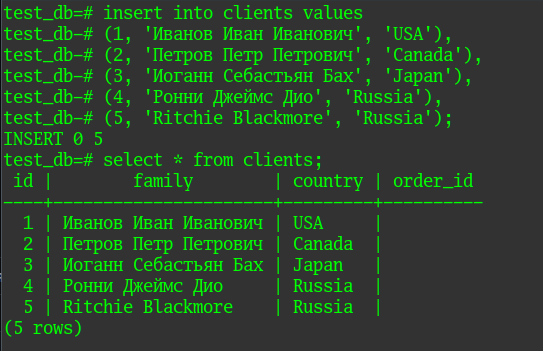 test_db=# insert into clients values
test_db-# (1, 'Иванов Иван Иванович', 'USA'),
test_db-# (2, 'Петров Петр Петрович', 'Canada'),
test_db-# (3, 'Иоганн Себастьян Бах', 'Japan'),
test_db-# (4, 'Ронни Джеймс Дио', 'Russia'),
test_db-# (5, 'Ritchie Blackmore', 'Russia');
INSERT 0 5
test_db=# select * from clients;
 id |        family        | country | order_id
----+----------------------+---------+----------
  1 | Иванов Иван Иванович | USA     |
  2 | Петров Петр Петрович | Canada  |
  3 | Иоганн Себастьян Бах | Japan   |
  4 | Ронни Джеймс Дио     | Russia  |
  5 | Ritchie Blackmore    | Russia  |
(5 rows)